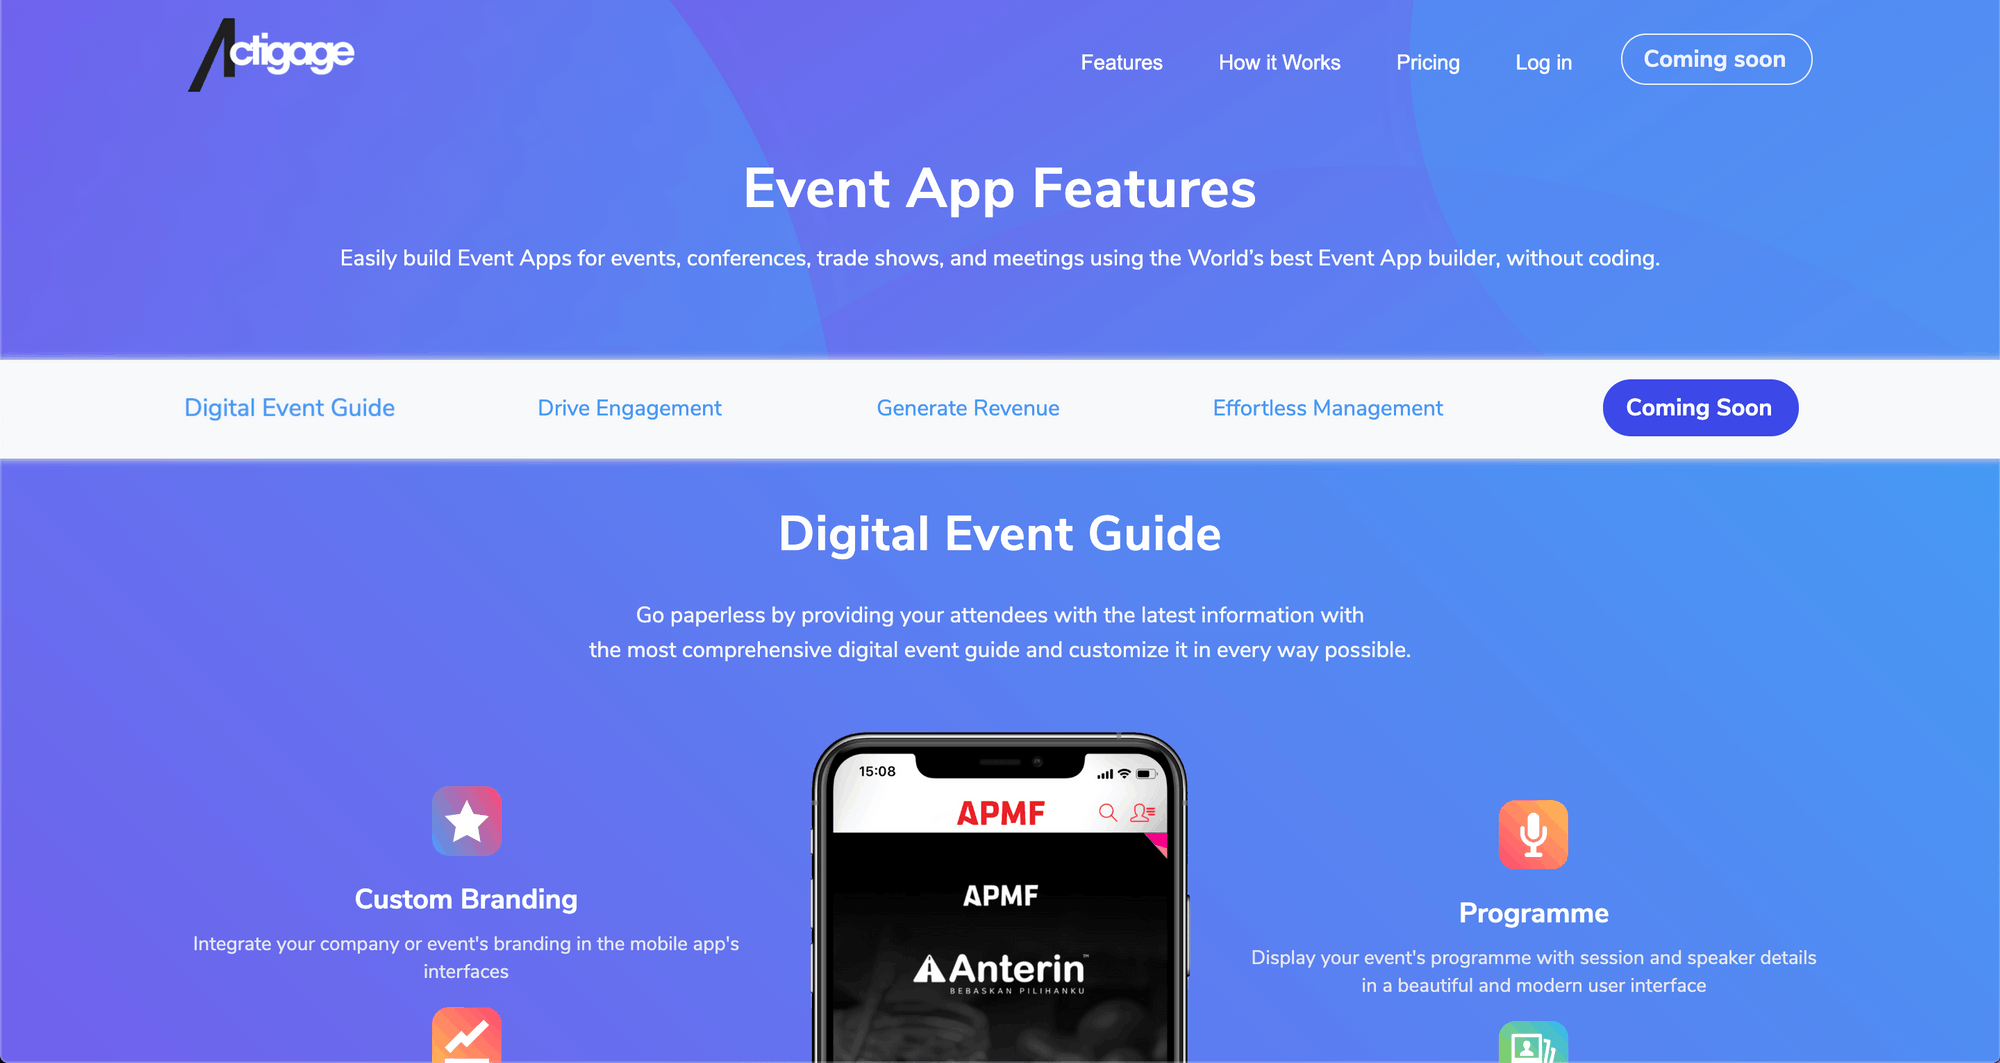 Actigage
Features
How it Works
Pricing
Log in
Coming soon
Event App Features
Easily build Event Apps for events, conferences, trade shows, and meetings using the World’s best Event App builder, without coding.
Digital Event Guide
Drive Engagement
Generate Revenue
Effortless Management
Coming Soon
Digital Event Guide
Go paperless by providing your attendees with the latest information with
the most comprehensive digital event guide and customize it in every way possible.
Custom Branding
Integrate your company or event's branding in the mobile app's
interfaces
15:08
APMF
APMF
Anterin™
BEBASKAN PILIHANKU
Programme
Display your event's programme with session and speaker details
in a beautiful and modern user interface